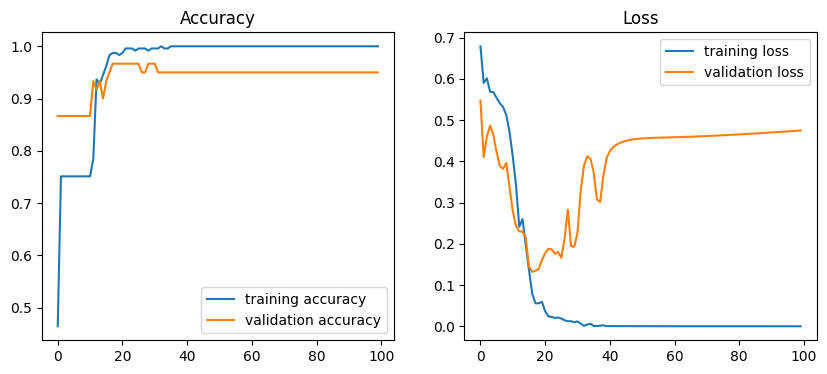 Accuracy
1.0
0.9
0.8
0.7
0.6
0.5
training accuracy
validation accuracy
0 20 40 60 80 100
Loss
0.7
0.6
0.5
0.4
0.3
0.2
0.1
0.0
training loss
validation loss
0 20 40 60 80 100